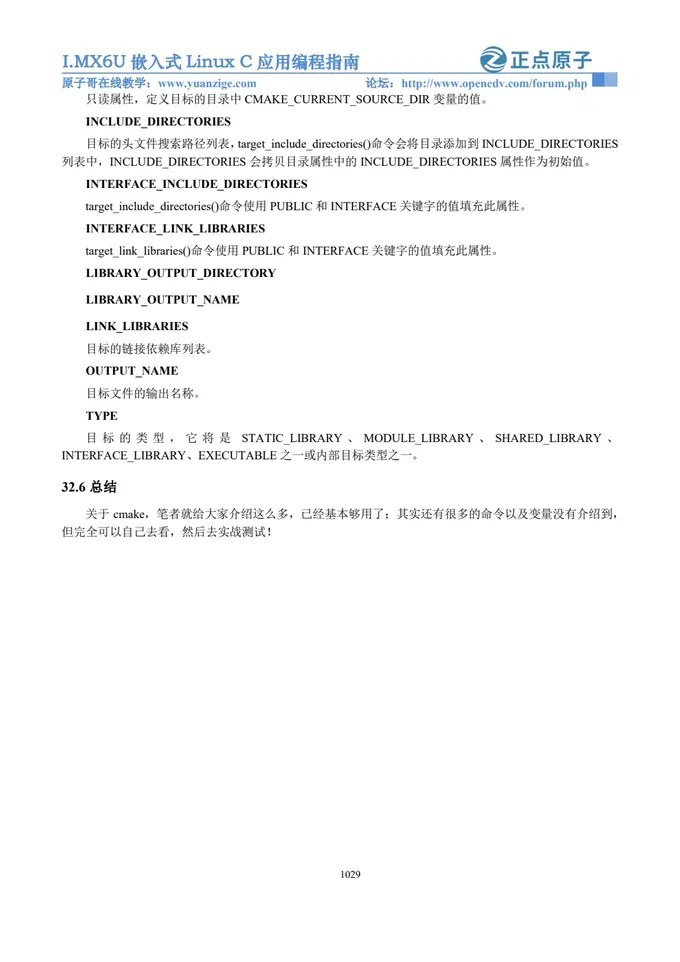 I.MX6U 嵌入式 Linux C 应用编程指南
正点原子
原子哥在线教学：www.yuanzige.com 论坛：http://www.openedv.com/forum.php
只读属性，定义目标的目录中 CMAKE_CURRENT_SOURCE_DIR 变量的值。
INCLUDE_DIRECTORIES
目标的头文件搜索路径列表，target_include_directories()命令会将目录添加到 INCLUDE_DIRECTORIES
列表中，INCLUDE_DIRECTORIES 会拷贝目录属性中的 INCLUDE_DIRECTORIES 属性作为初始值。
INTERFACE_INCLUDE_DIRECTORIES
target_include_directories()命令使用 PUBLIC 和 INTERFACE 关键字的值填充此属性。
INTERFACE_LINK_LIBRARIES
target_link_libraries()命令使用 PUBLIC 和 INTERFACE 关键字的值填充此属性。
LIBRARY_OUTPUT_DIRECTORY
LIBRARY_OUTPUT_NAME
LINK_LIBRARIES
目标的链接依赖库列表。
OUTPUT_NAME
目标文件的输出名称。
TYPE
目标的类型，它将是 STATIC_LIBRARY、MODULE_LIBRARY、SHARED_LIBRARY、
INTERFACE_LIBRARY、EXECUTABLE 之一或内部目标类型之一。
32.6 总结
关于 cmake，笔者就给大家介绍这么多，已经基本够用了；其实还有很多的命令以及变量没有介绍到，
但完全可以自己去看，然后去实战测试！
1029